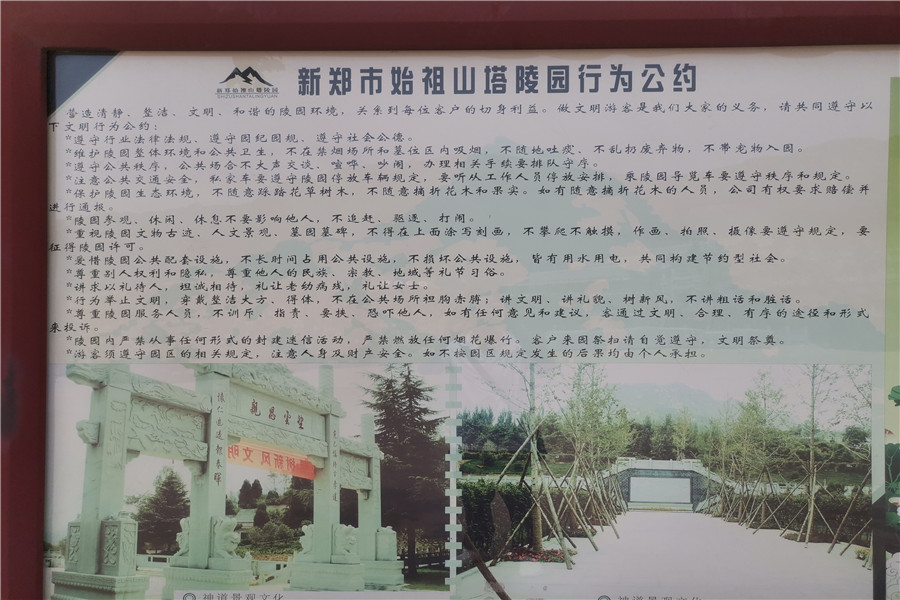 新郑市始祖山塔陵园行为公约
新郑始祖山塔陵园
SHIZUSHANTALINGYUAN
营造清静、整洁、文明、和谐的陵园环境，关系到每位客户的切身利益。做文明游客是我们大家的义务，请共同遵守以
下文明行为公约：
*遵守行业法律法规，遵守园纪园规、遵守社会公德。
*维护陵园整体环境和公共卫生，不在禁烟场所和墓位区内吸烟，不随地吐痰、不乱扔废弃物，不带宠物入园。
*遵守公共秩序，公共场合不大声交谈、喧哗、吵闹，办理相关手续要排队守序。
*注意公共交通安全，私家车要遵守陵园停放车辆规定，要听从工作人员停放安排，乘陵园导览车要遵守秩序和规定。
*保护陵园生态环境，不随意踩踏花草树木，不随意摘折花木和果实。如有随意摘折花木的人员，公司有权要求赔偿并
进行通报。
*陵园参观、休闲、休息不要影响他人，不追赶、驱逐、打闹。
*重视陵园文物古迹、人文景观、墓园墓碑，不得在上面涂写刻画，不攀爬不触摸，作画、拍照、摄像要遵守规定，要
征得陵园许可。
*爱惜陵园公共配套设施，不长时间占用公共设施，不损坏公共设施，皆有用水用电，共同构建节约型社会。
*尊重别人权利和隐私，尊重他人的民族、宗教、地域等礼节习俗。
*讲求以礼待人，坦诚相待，礼让老幼病残，礼让女士。
*行为举止文明，穿戴整洁大方、得体，不在公共场所袒胸赤膊；讲文明、讲礼貌、树新风，不讲粗话和脏话。
*尊重陵园服务人员，不训斥、指责、要挟、恐吓他人，如有任何意见和建议，客通过文明、合理、有序的途径和形式
来投诉。
*陵园内严禁从事任何形式的封建迷信活动，严禁燃放任何烟花爆竹。客户来园祭扫请自觉遵守，文明祭奠。
*游客须遵守园区的相关规定，注意人身及财产安全。如不按园区规定发生的后果均由个人承担。
神道景观文化
神道景观文化